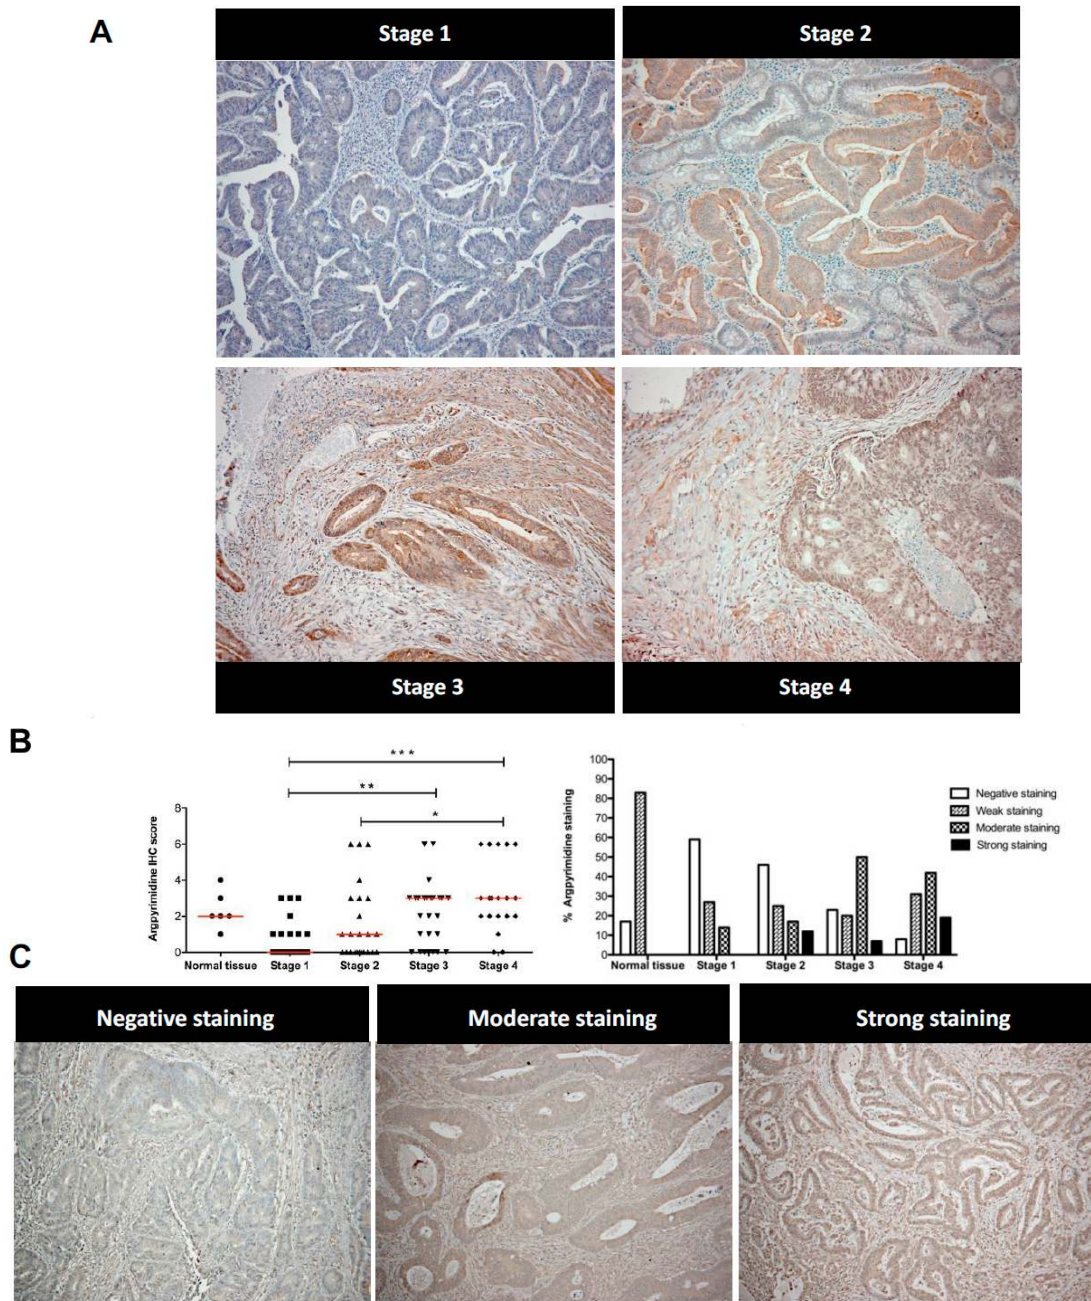 A
Stage 1
Stage 2
Stage 3
Stage 4
B
***
**
*
Argpyrimidine IHC score
8
6
4
2
0
Normal tissue
Stage 1
Stage 2
Stage 3
Stage 4
% Argpyrimidine staining
100
90
80
70
60
50
40
30
20
10
0
Normal tissue
Stage 1
Stage 2
Stage 3
Stage 4
Negative staining
Weak staining
Moderate staining
Strong staining
C
Negative staining
Moderate staining
Strong staining